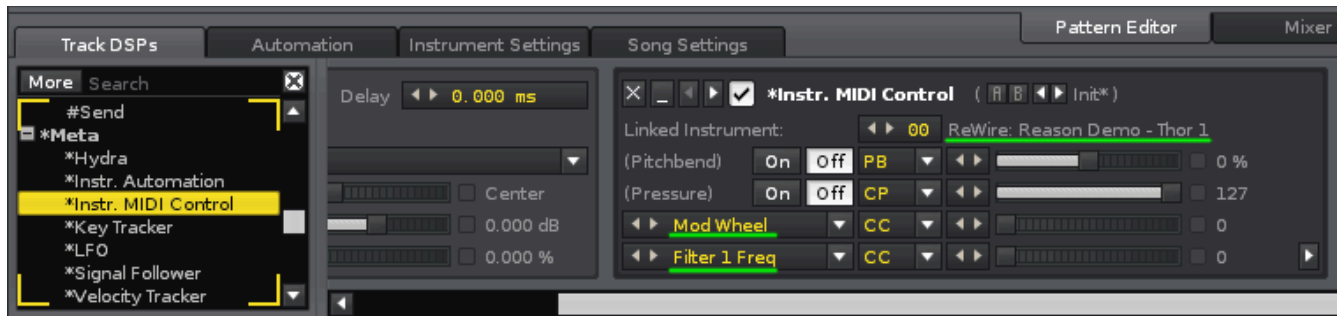 Pattern Editor Mixer
Track DSPs Automation Instrument Settings Song Settings
More Search
#Send
*Meta
*Hydra
*Instr. Automation
*Instr. MIDI Control
*Key Tracker
*LFO
*Signal Follower
*Velocity Tracker
Delay 0.000 ms
Center
0.000 dB
0.000 %
*Instr. MIDI Control ( A B Init* )
Linked Instrument: 00 ReWire: Reason Demo - Thor 1
(Pitchbend) On Off PB 0 %
(Pressure) On Off CP 127
Mod Wheel CC 0
Filter 1 Freq CC 0